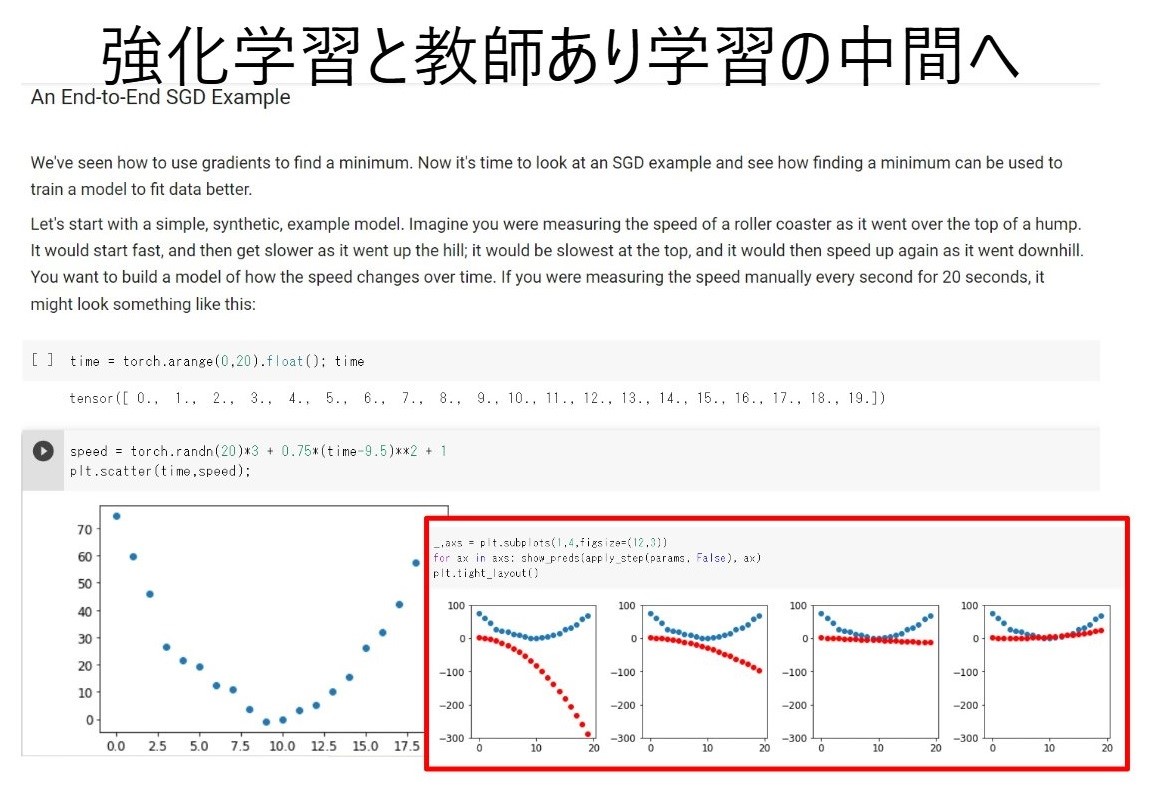 強化学習と教師あり学習の中間へ
An End-to-End SGD Example
We've seen how to use gradients to find a minimum. Now it's time to look at an SGD example and see how finding a minimum can be used to
train a model to fit data better.
Let's start with a simple, synthetic, example model. Imagine you were measuring the speed of a roller coaster as it went over the top of a hump.
It would start fast, and then get slower as it went up the hill; it would be slowest at the top, and it would then speed up again as it went downhill.
You want to build a model of how the speed changes over time. If you were measuring the speed manually every second for 20 seconds, it
might look something like this:
[ ] time = torch.arange(0,20).float(); time
tensor([ 0., 1., 2., 3., 4., 5., 6., 7., 8., 9., 10., 11., 12., 13., 14., 15., 16., 17., 18., 19.])
speed = torch.randn(20)*3 + 0.75*(time-9.5)**2 + 1
plt.scatter(time,speed);
70
60
50
40
30
20
10
0
0.0 2.5 5.0 7.5 10.0 12.5 15.0 17.5
_,axs = plt.subplots(1,4,figsize=(12,3))
for ax in axs: show_preds(apply_step(params, False), ax)
plt.tight_layout()
100 100 100 100
0 0 0 0
−100 −100 −100 −100
−200 −200 −200 −200
−300 −300 −300 −300
0 10 20 0 10 20 0 10 20 0 10 20